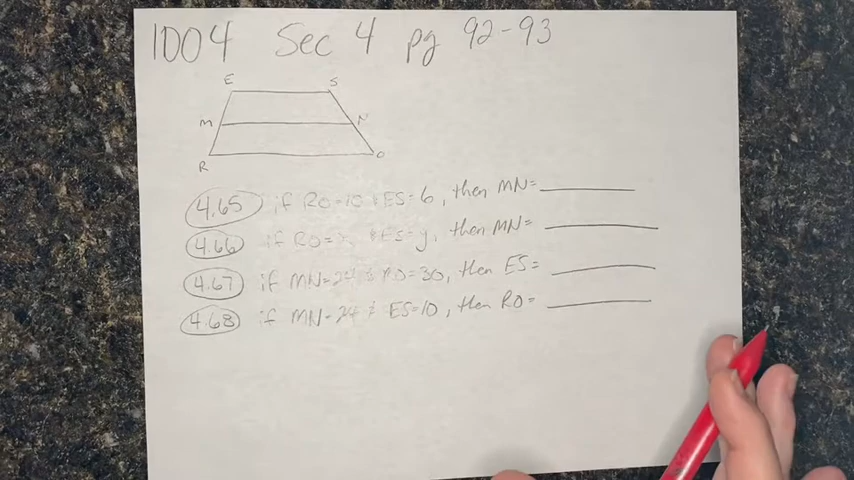 1004 Sec 4 pg 92-93
E S
M N
R O
4.65 if RO=10 & ES=6, then MN=
4.66 if RO=x & ES=y, then MN=
4.67 if MN=24 & RO=30, then ES=
4.68 if MN=24 & ES=10, then RO=